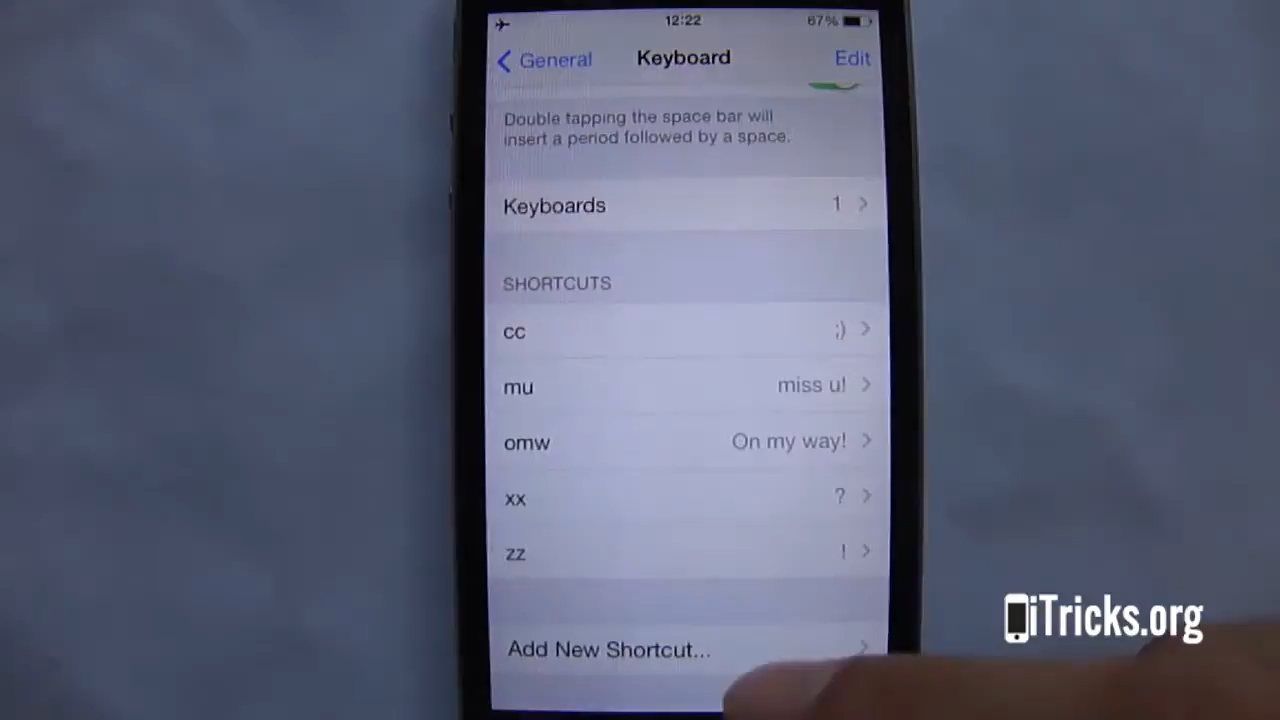 12:22 67%
General Keyboard Edit
Double tapping the space bar will
insert a period followed by a space.
Keyboards 1
SHORTCUTS
cc ;)
mu miss u!
omw On my way!
xx ?
zz !
Add New Shortcut...
iTricks.org